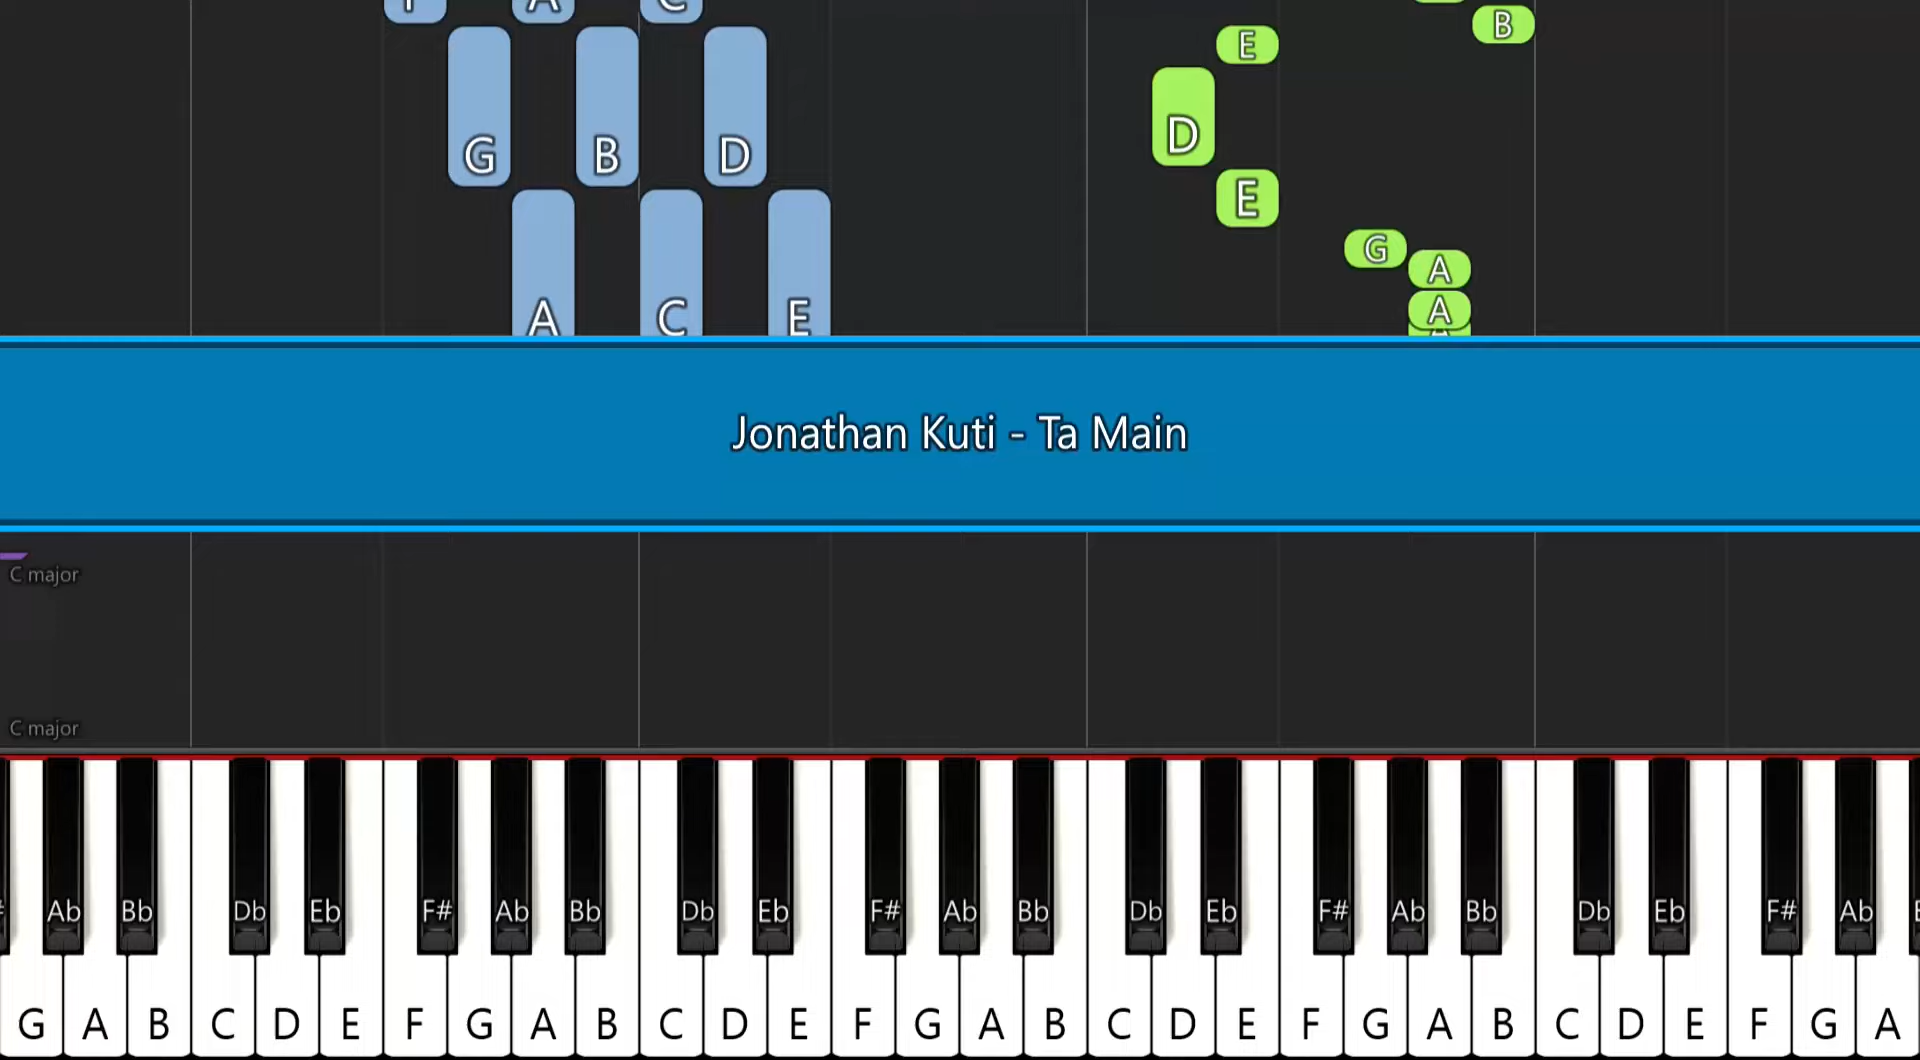 A C
B
E
G B D D
E
G
A C E A
A
Jonathan Kuti - Ta Main
C major
C major
Ab Bb Db Eb F# Ab Bb Db Eb F# Ab Bb Db Eb F# Ab Bb Db Eb F# Ab
G A B C D E F G A B C D E F G A B C D E F G A B C D E F G A